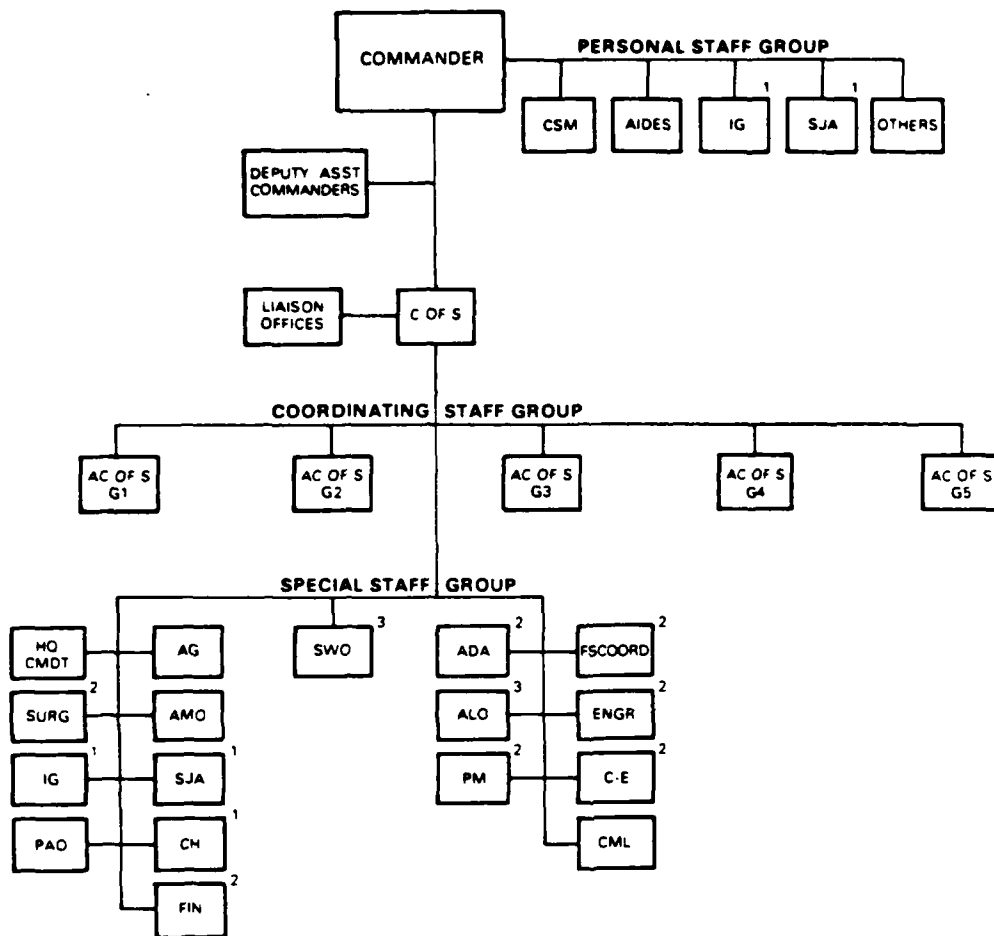 COMMANDER
PERSONAL STAFF GROUP
CSM
AIDES
IG 1
SJA 1
OTHERS
DEPUTY ASST
COMMANDERS
LIAISON
OFFICES
C OF S
COORDINATING STAFF GROUP
AC OF S
G1
AC OF S
G2
AC OF S
G3
AC OF S
G4
AC OF S
G5
SPECIAL STAFF GROUP
HQ
CMDT
AG
SURG 2
AMO
IG 1
SJA 1
PAO
CH 1
FIN 2
SWO 3
ADA 2
FSCOORD 2
ALO 3
ENGR 2
PM 2
C-E 2
CML